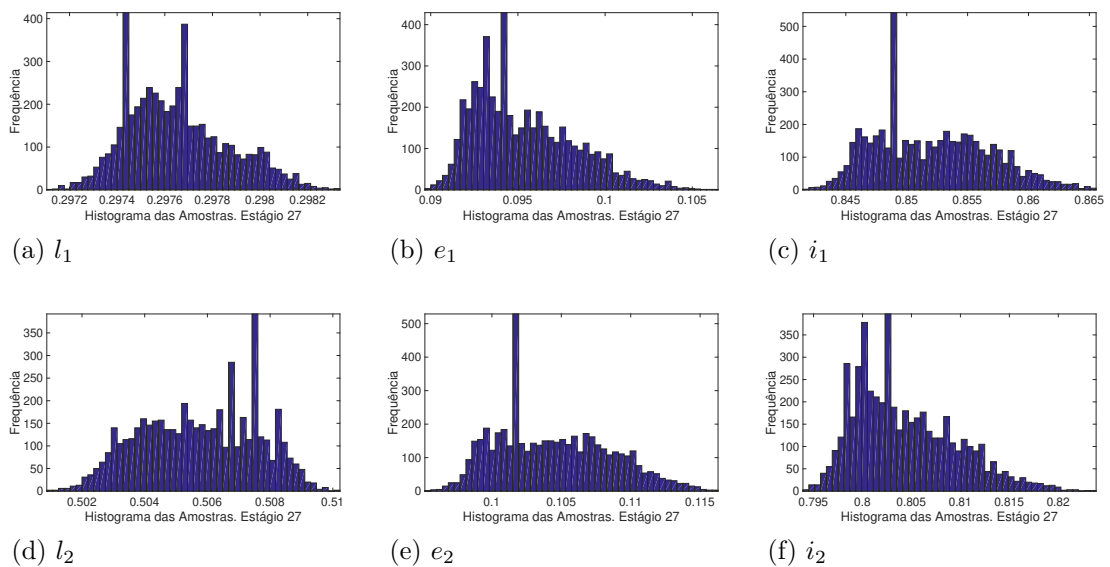 400
300
200
100
0
Frequência
0.2972 0.2974 0.2976 0.2978 0.298 0.2982
Histograma das Amostras. Estágio 27
(a) l₁
400
300
200
100
0
Frequência
0.09 0.095 0.1 0.105
Histograma das Amostras. Estágio 27
(b) e₁
500
400
300
200
100
0
Frequência
0.845 0.85 0.855 0.86 0.865
Histograma das Amostras. Estágio 27
(c) i₁
350
300
250
200
150
100
50
0
Frequência
0.502 0.504 0.506 0.508 0.51
Histograma das Amostras. Estágio 27
(d) l₂
500
400
300
200
100
0
Frequência
0.1 0.105 0.11 0.115
Histograma das Amostras. Estágio 27
(e) e₂
350
300
250
200
150
100
50
0
Frequência
0.795 0.8 0.805 0.81 0.815 0.82
Histograma das Amostras. Estágio 27
(f) i₂